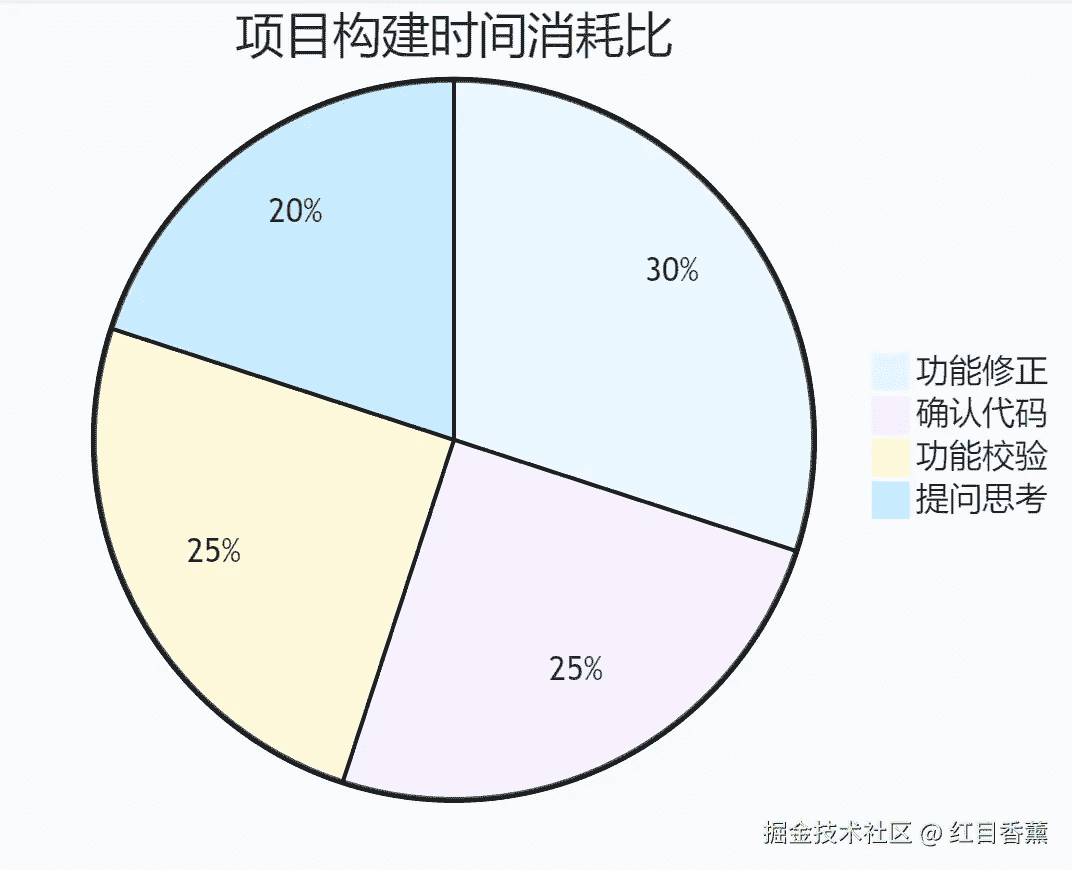 项目构建时间消耗比
20%
30%
25%
25%
功能修正
确认代码
功能校验
提问思考
掘金技术社区 @ 红目香薰